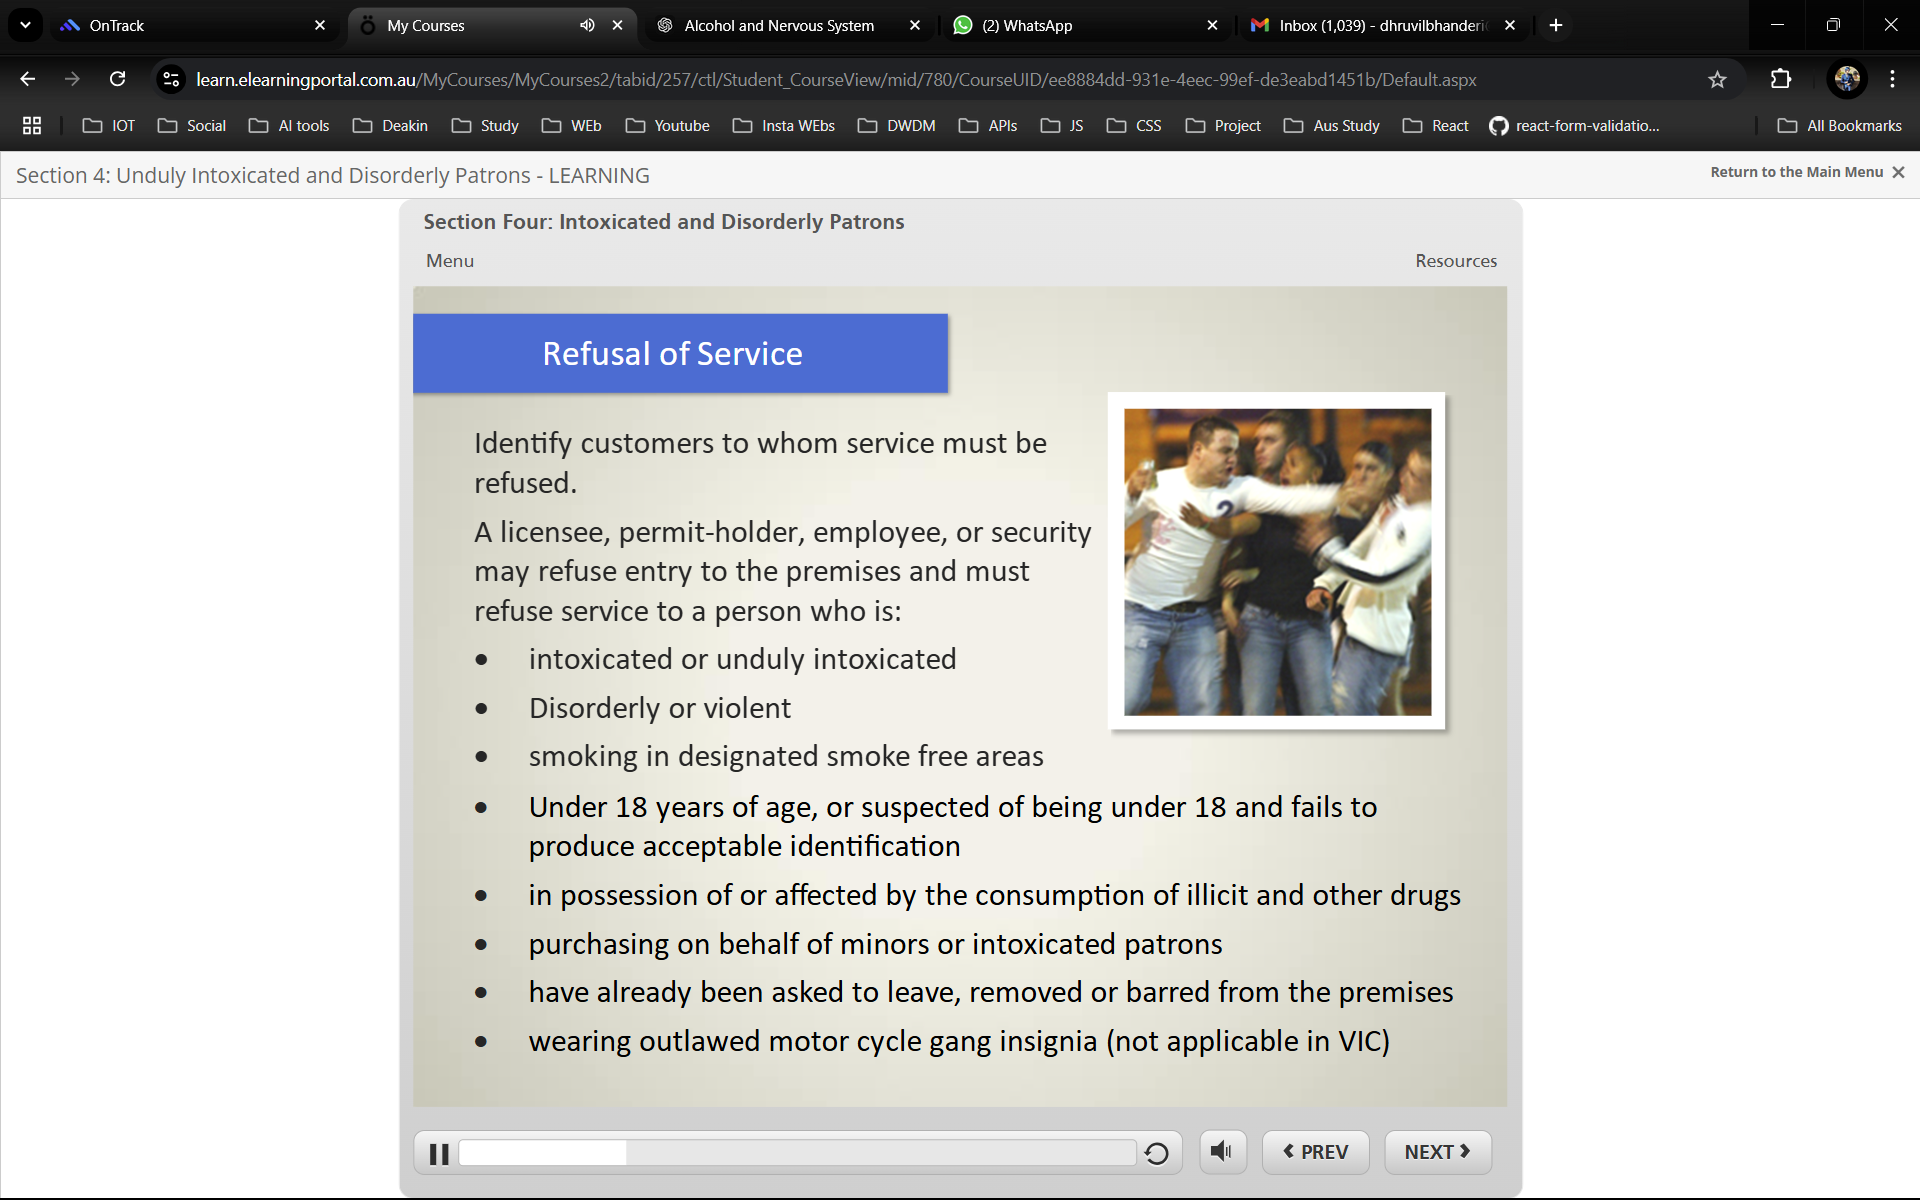 OnTrack
My Courses
Alcohol and Nervous System
(2) WhatsApp
Inbox (1,039) - dhruvilbhanderi
learn.elearningportal.com.au/MyCourses/MyCourses2/tabid/257/ctl/Student_CourseView/mid/780/CourseUID/ee8884dd-931e-4eec-99ef-de3eabd1451b/Default.aspx
IOT
Social
AI tools
Deakin
Study
WEb
Youtube
Insta WEbs
DWDM
APIs
JS
CSS
Project
Aus Study
React
react-form-validatio...
All Bookmarks
Section 4: Unduly Intoxicated and Disorderly Patrons - LEARNING
Return to the Main Menu
Section Four: Intoxicated and Disorderly Patrons
Menu
Resources
Refusal of Service
Identify customers to whom service must be
refused.
A licensee, permit-holder, employee, or security
may refuse entry to the premises and must
refuse service to a person who is:
• intoxicated or unduly intoxicated
• Disorderly or violent
• smoking in designated smoke free areas
• Under 18 years of age, or suspected of being under 18 and fails to
produce acceptable identification
• in possession of or affected by the consumption of illicit and other drugs
• purchasing on behalf of minors or intoxicated patrons
• have already been asked to leave, removed or barred from the premises
• wearing outlawed motor cycle gang insignia (not applicable in VIC)
2
PREV
NEXT